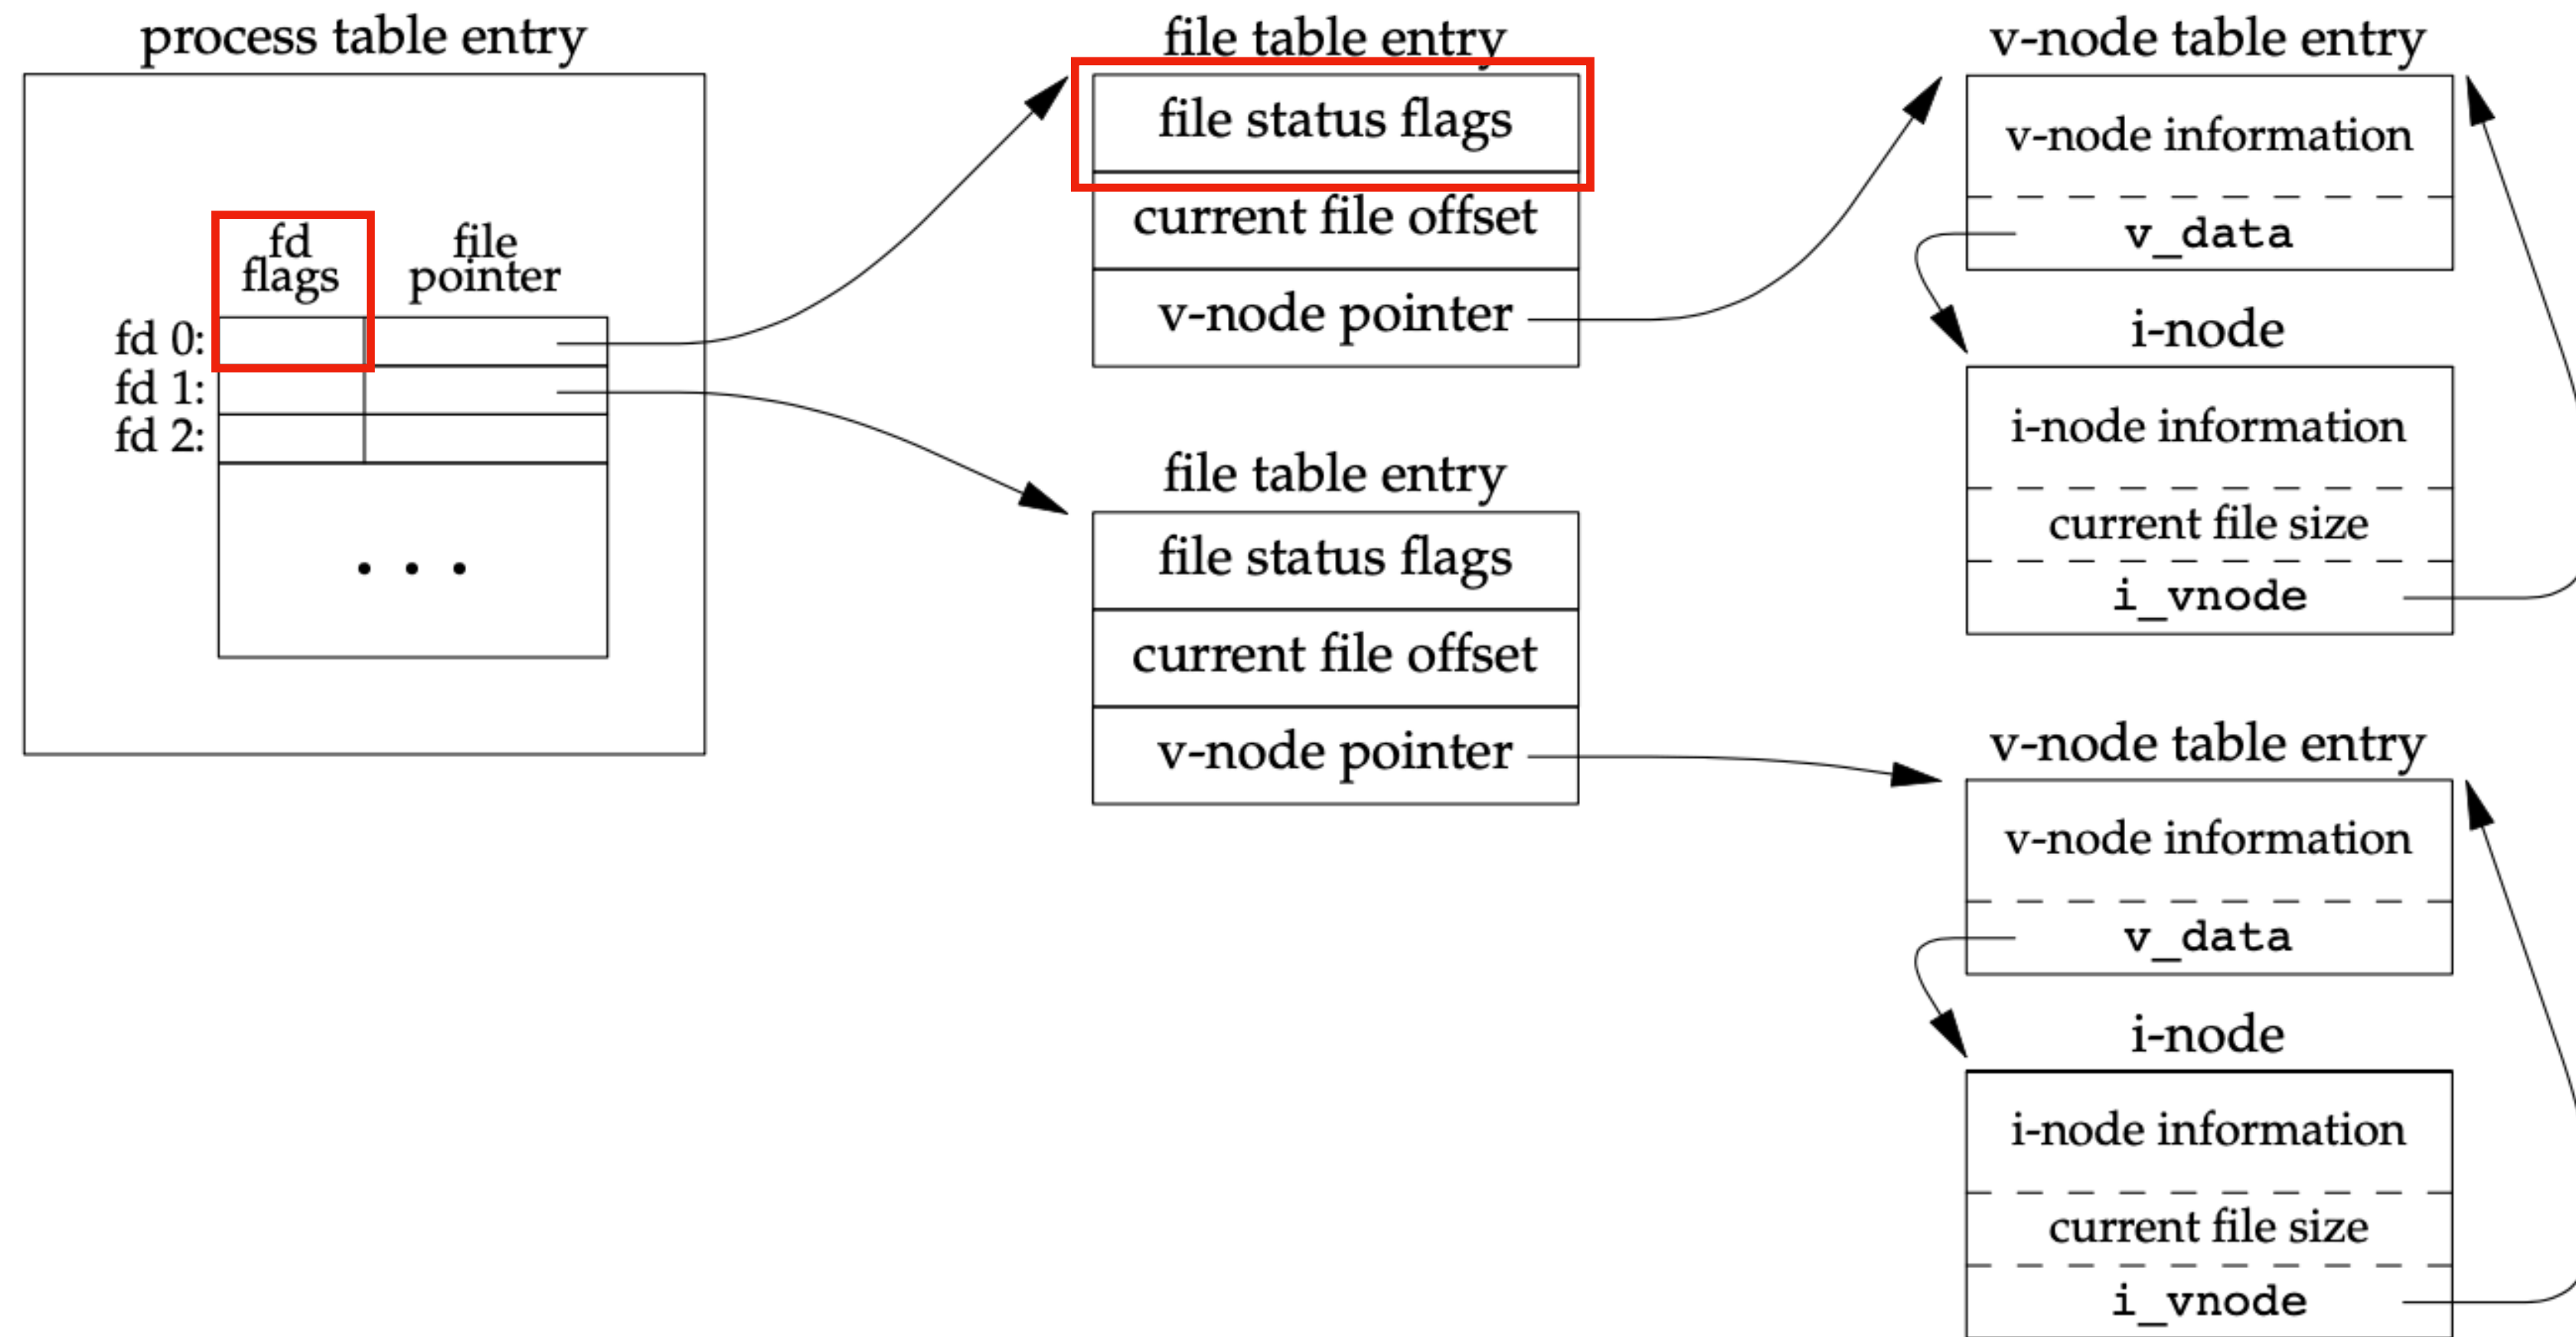 process table entry
fd
flags
file
pointer
fd 0:
fd 1:
fd 2:
. . .
file table entry
file status flags
current file offset
v-node pointer
file table entry
file status flags
current file offset
v-node pointer
v-node table entry
v-node information
v_data
i-node
i-node information
current file size
i_vnode
v-node table entry
v-node information
v_data
i-node
i-node information
current file size
i_vnode